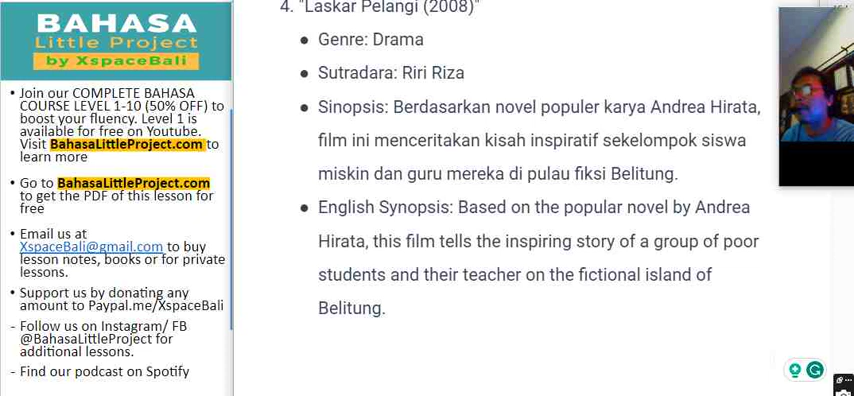 BAHASA
Little Project
by XspaceBali
• Join our COMPLETE BAHASA
COURSE LEVEL 1-10 (50% OFF) to
boost your fluency. Level 1 is
available for free on Youtube.
Visit BahasaLittleProject.com to
learn more
• Go to BahasaLittleProject.com
to get the PDF of this lesson for
free
• Email us at
XspaceBali@gmail.com to buy
lesson notes, books or for private
lessons.
• Support us by donating any
amount to Paypal.me/XspaceBali
- Follow us on Instagram/ FB
@BahasaLittleProject for
additional lessons.
- Find our podcast on Spotify
4. "Laskar Pelangi (2008)"
● Genre: Drama
● Sutradara: Riri Riza
● Sinopsis: Berdasarkan novel populer karya Andrea Hirata,
film ini menceritakan kisah inspiratif sekelompok siswa
miskin dan guru mereka di pulau fiksi Belitung.
● English Synopsis: Based on the popular novel by Andrea
Hirata, this film tells the inspiring story of a group of poor
students and their teacher on the fictional island of
Belitung.